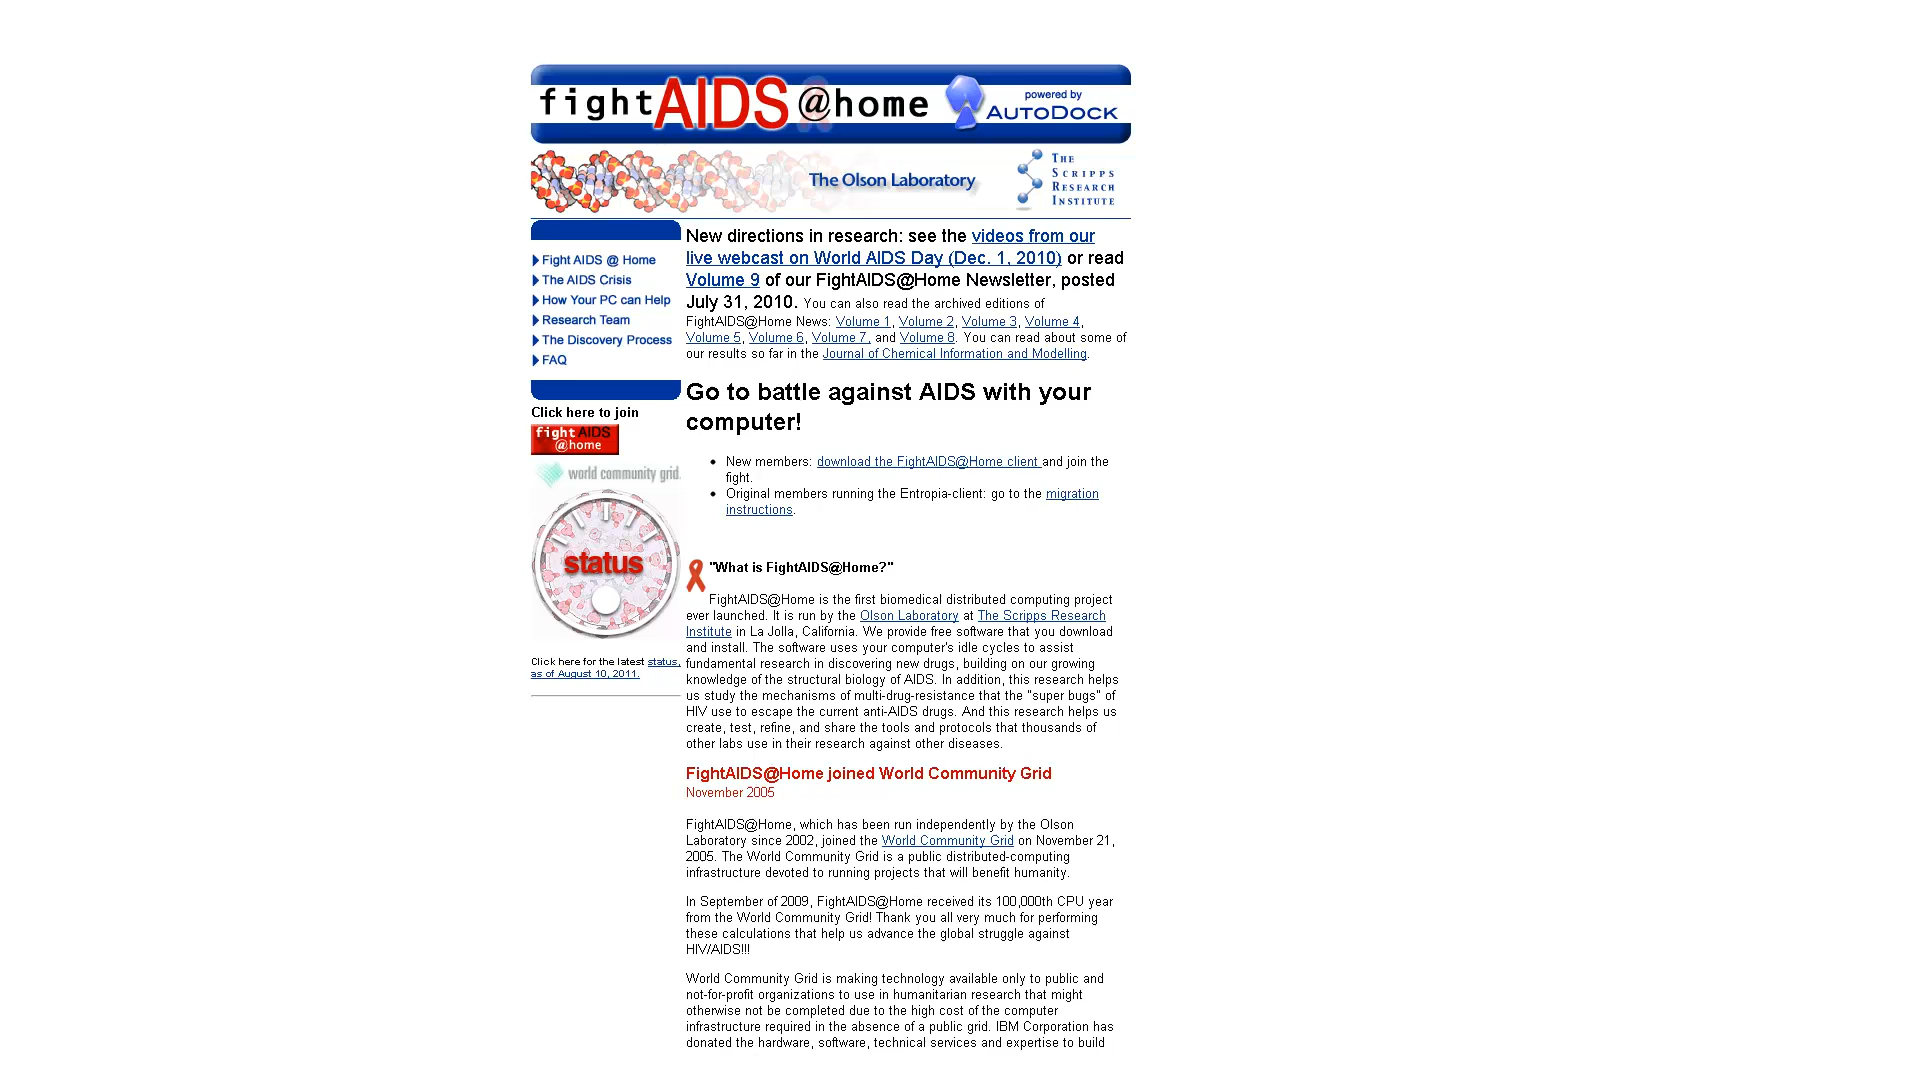 fightAIDS@home
powered by
AUTODOCK
The Olson Laboratory
THE
SCRIPPS
RESEARCH
INSTITUTE
Fight AIDS @ Home
The AIDS Crisis
How Your PC can Help
Research Team
The Discovery Process
FAQ
Click here to join
fight AIDS
@home
world community grid.
status
Click here for the latest status,
as of August 10, 2011.
New directions in research: see the videos from our
live webcast on World AIDS Day (Dec. 1, 2010) or read
Volume 9 of our FightAIDS@Home Newsletter, posted
July 31, 2010. You can also read the archived editions of
FightAIDS@Home News: Volume 1, Volume 2, Volume 3, Volume 4,
Volume 5, Volume 6, Volume 7, and Volume 8. You can read about some of
our results so far in the Journal of Chemical Information and Modelling.
Go to battle against AIDS with your
computer!
New members: download the FightAIDS@Home client and join the
fight.
Original members running the Entropia-client: go to the migration
instructions.
"What is FightAIDS@Home?"
FightAIDS@Home is the first biomedical distributed computing project
ever launched. It is run by the Olson Laboratory at The Scripps Research
Institute in La Jolla, California. We provide free software that you download
and install. The software uses your computer's idle cycles to assist
fundamental research in discovering new drugs, building on our growing
knowledge of the structural biology of AIDS. In addition, this research helps
us study the mechanisms of multi-drug-resistance that the "super bugs" of
HIV use to escape the current anti-AIDS drugs. And this research helps us
create, test, refine, and share the tools and protocols that thousands of
other labs use in their research against other diseases.
FightAIDS@Home joined World Community Grid
November 2005
FightAIDS@Home, which has been run independently by the Olson
Laboratory since 2002, joined the World Community Grid on November 21,
2005. The World Community Grid is a public distributed-computing
infrastructure devoted to running projects that will benefit humanity.
In September of 2009, FightAIDS@Home received its 100,000th CPU year
from the World Community Grid! Thank you all very much for performing
these calculations that help us advance the global struggle against
HIV/AIDS!!!
World Community Grid is making technology available only to public and
not-for-profit organizations to use in humanitarian research that might
otherwise not be completed due to the high cost of the computer
infrastructure required in the absence of a public grid. IBM Corporation has
donated the hardware, software, technical services and expertise to build